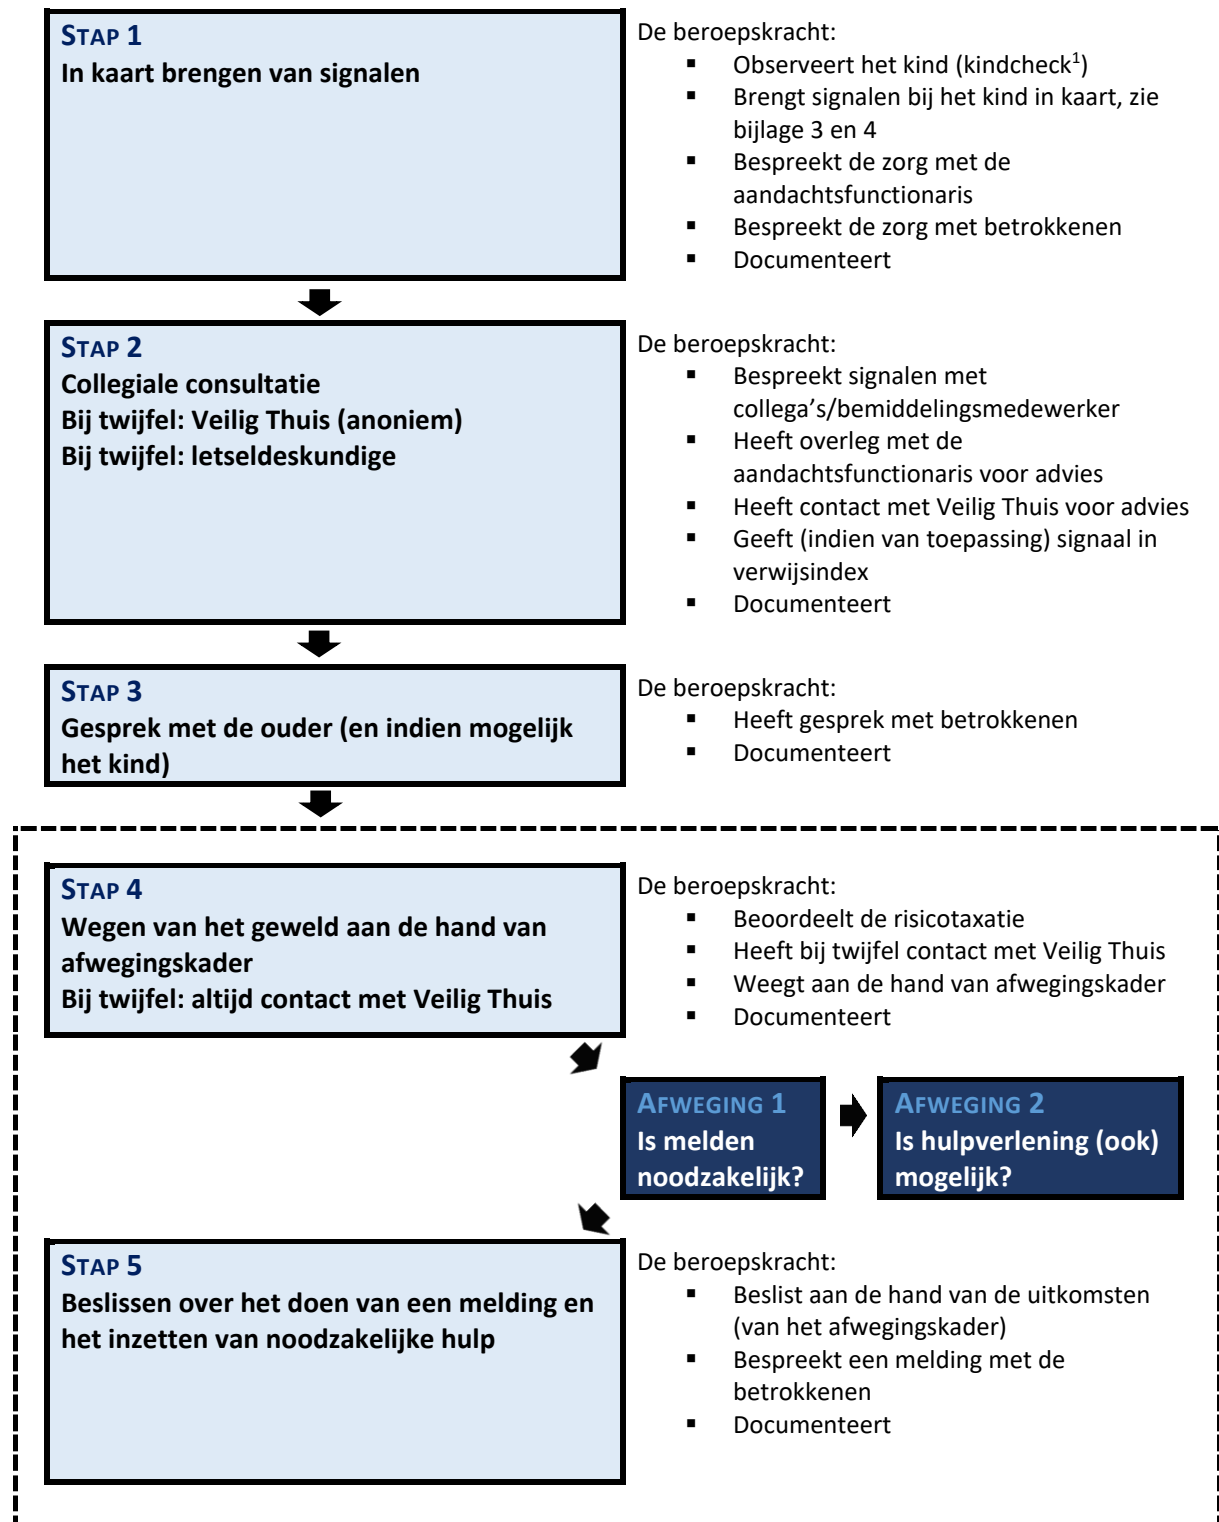 STAP 1
In kaart brengen van signalen
De beroepskracht:
▪ Observeert het kind (kindcheck1)
▪ Brengt signalen bij het kind in kaart, zie
bijlage 3 en 4
▪ Bespreekt de zorg met de
aandachtsfunctionaris
▪ Bespreekt de zorg met betrokkenen
▪ Documenteert
STAP 2
Collegiale consultatie
Bij twijfel: Veilig Thuis (anoniem)
Bij twijfel: letseldeskundige
De beroepskracht:
▪ Bespreekt signalen met
collega’s/bemiddelingsmedewerker
▪ Heeft overleg met de
aandachtsfunctionaris voor advies
▪ Heeft contact met Veilig Thuis voor advies
▪ Geeft (indien van toepassing) signaal in
verwijsindex
▪ Documenteert
STAP 3
Gesprek met de ouder (en indien mogelijk
het kind)
De beroepskracht:
▪ Heeft gesprek met betrokkenen
▪ Documenteert
STAP 4
Wegen van het geweld aan de hand van
afwegingskader
Bij twijfel: altijd contact met Veilig Thuis
De beroepskracht:
▪ Beoordeelt de risicotaxatie
▪ Heeft bij twijfel contact met Veilig Thuis
▪ Weegt aan de hand van afwegingskader
▪ Documenteert
AFWEGING 1
Is melden
noodzakelijk?
AFWEGING 2
Is hulpverlening (ook)
mogelijk?
STAP 5
Beslissen over het doen van een melding en
het inzetten van noodzakelijke hulp
De beroepskracht:
▪ Beslist aan de hand van de uitkomsten
(van het afwegingskader)
▪ Bespreekt een melding met de
betrokkenen
▪ Documenteert